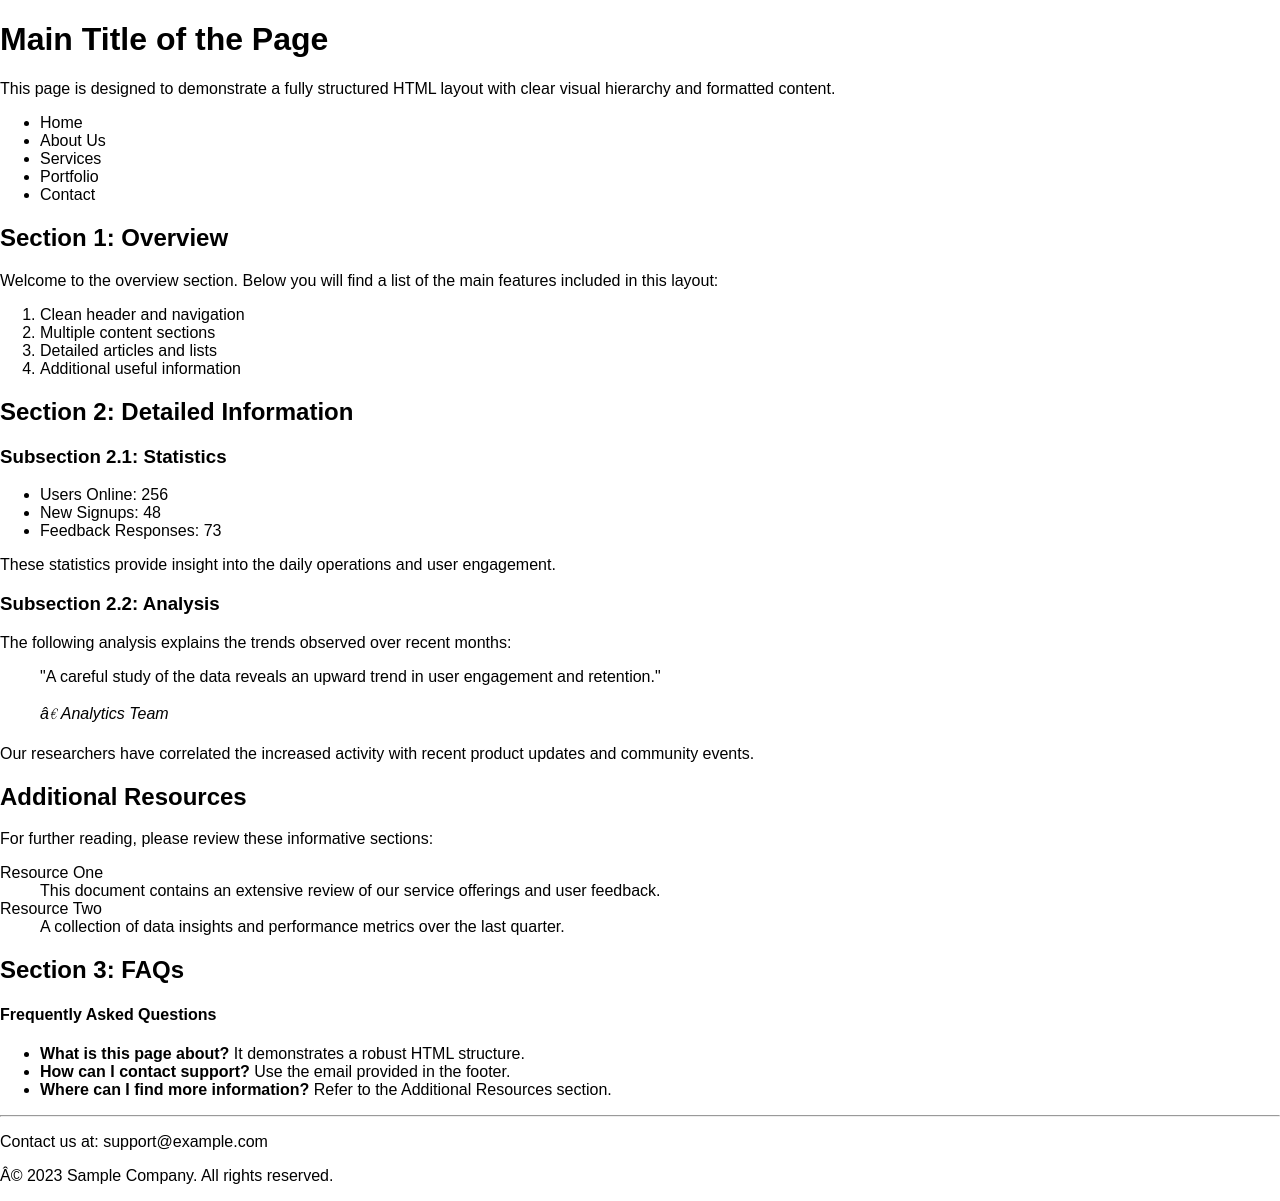 Main Title of the Page
This page is designed to demonstrate a fully structured HTML layout with clear visual hierarchy and formatted content.
• Home
• About Us
• Services
• Portfolio
• Contact
Section 1: Overview
Welcome to the overview section. Below you will find a list of the main features included in this layout:
1. Clean header and navigation
2. Multiple content sections
3. Detailed articles and lists
4. Additional useful information
Section 2: Detailed Information
Subsection 2.1: Statistics
• Users Online: 256
• New Signups: 48
• Feedback Responses: 73
These statistics provide insight into the daily operations and user engagement.
Subsection 2.2: Analysis
The following analysis explains the trends observed over recent months:
"A careful study of the data reveals an upward trend in user engagement and retention."
â€ Analytics Team
Our researchers have correlated the increased activity with recent product updates and community events.
Additional Resources
For further reading, please review these informative sections:
Resource One
This document contains an extensive review of our service offerings and user feedback.
Resource Two
A collection of data insights and performance metrics over the last quarter.
Section 3: FAQs
Frequently Asked Questions
• What is this page about? It demonstrates a robust HTML structure.
• How can I contact support? Use the email provided in the footer.
• Where can I find more information? Refer to the Additional Resources section.
Contact us at: support@example.com
Â© 2023 Sample Company. All rights reserved.